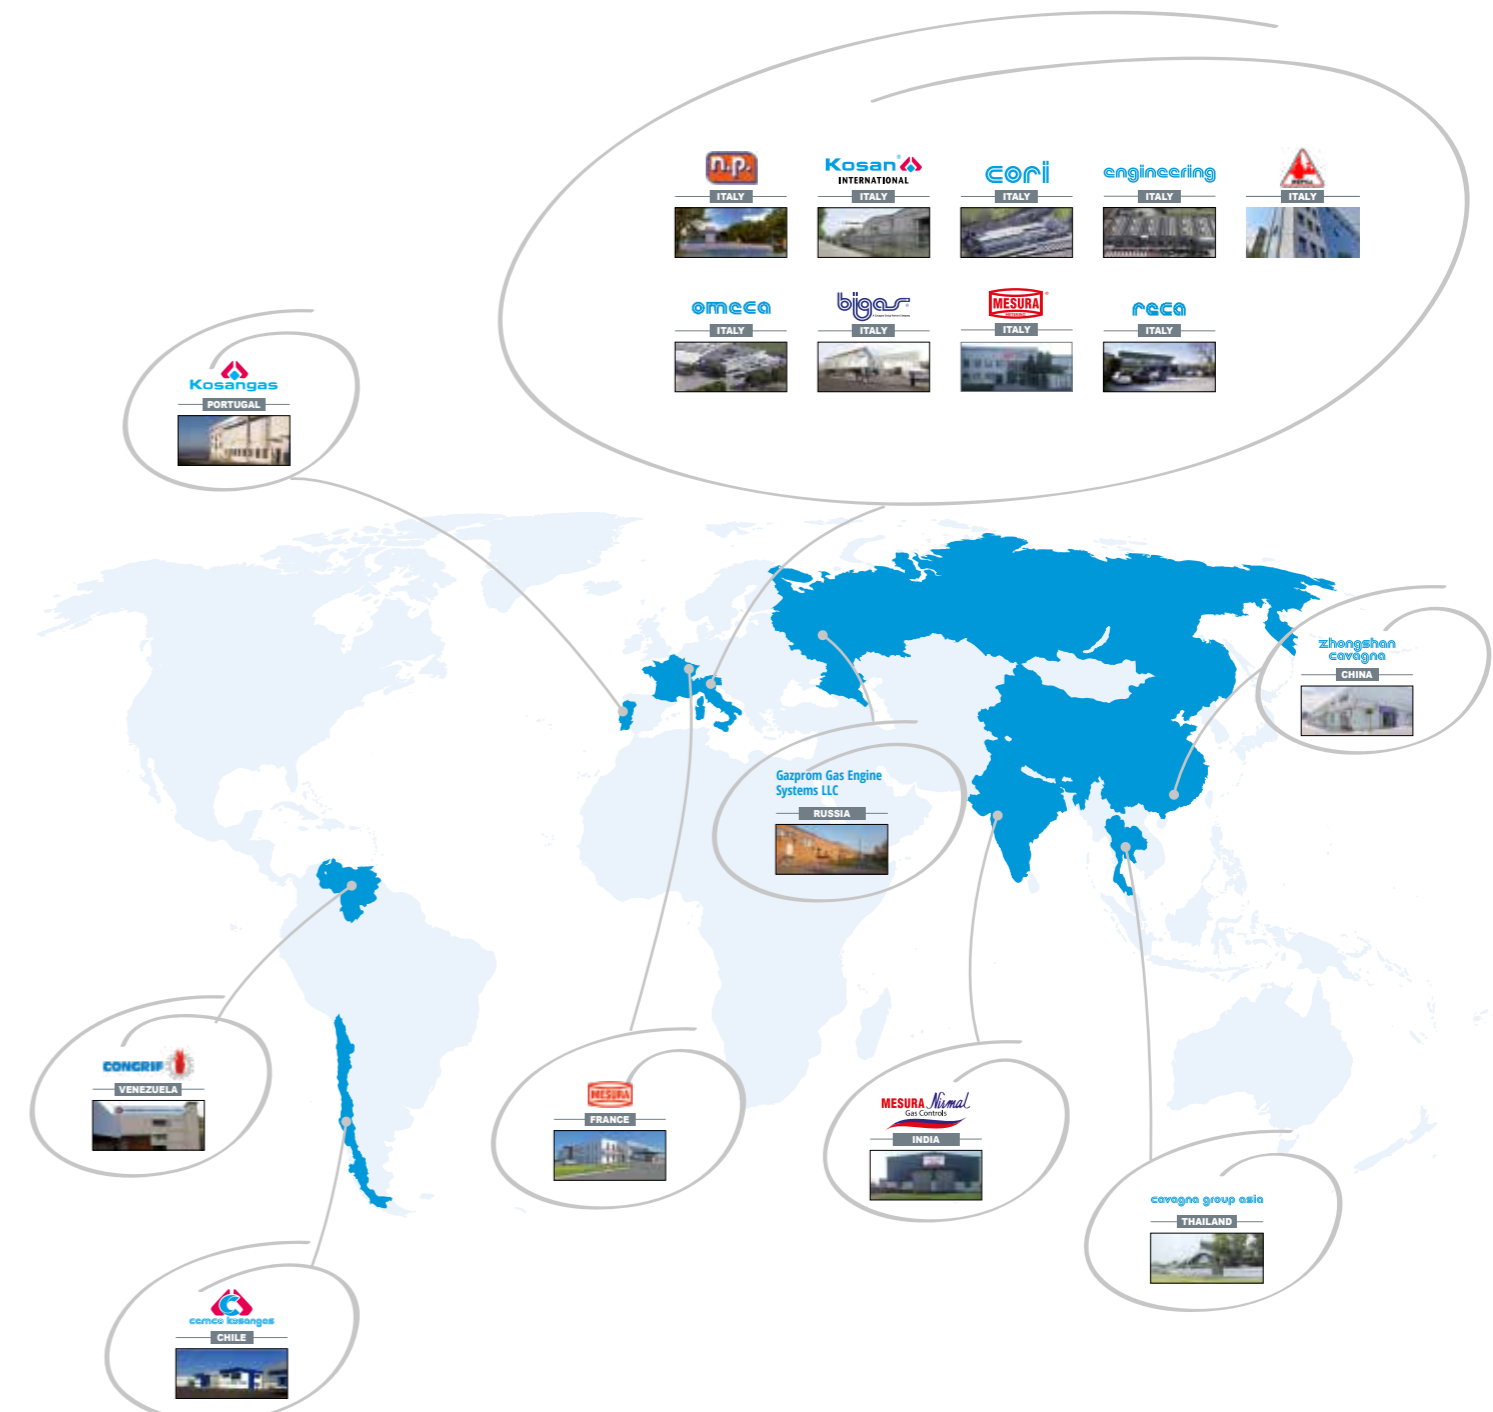 n.p.
ITALY
Kosan
INTERNATIONAL
ITALY
cori
ITALY
engineering
ITALY
ITALY
omeca
ITALY
bigas
ITALY
MESURA
ITALY
reca
ITALY
Kosangas
PORTUGAL
zhongshan
cavagna
CHINA
Gazprom Gas Engine
Systems LLC
RUSSIA
CONGRIF
VENEZUELA
MESURA
FRANCE
MESURA Nirmal
Gas Controls
INDIA
cavagna group asia
THAILAND
cemco kosangas
CHILE